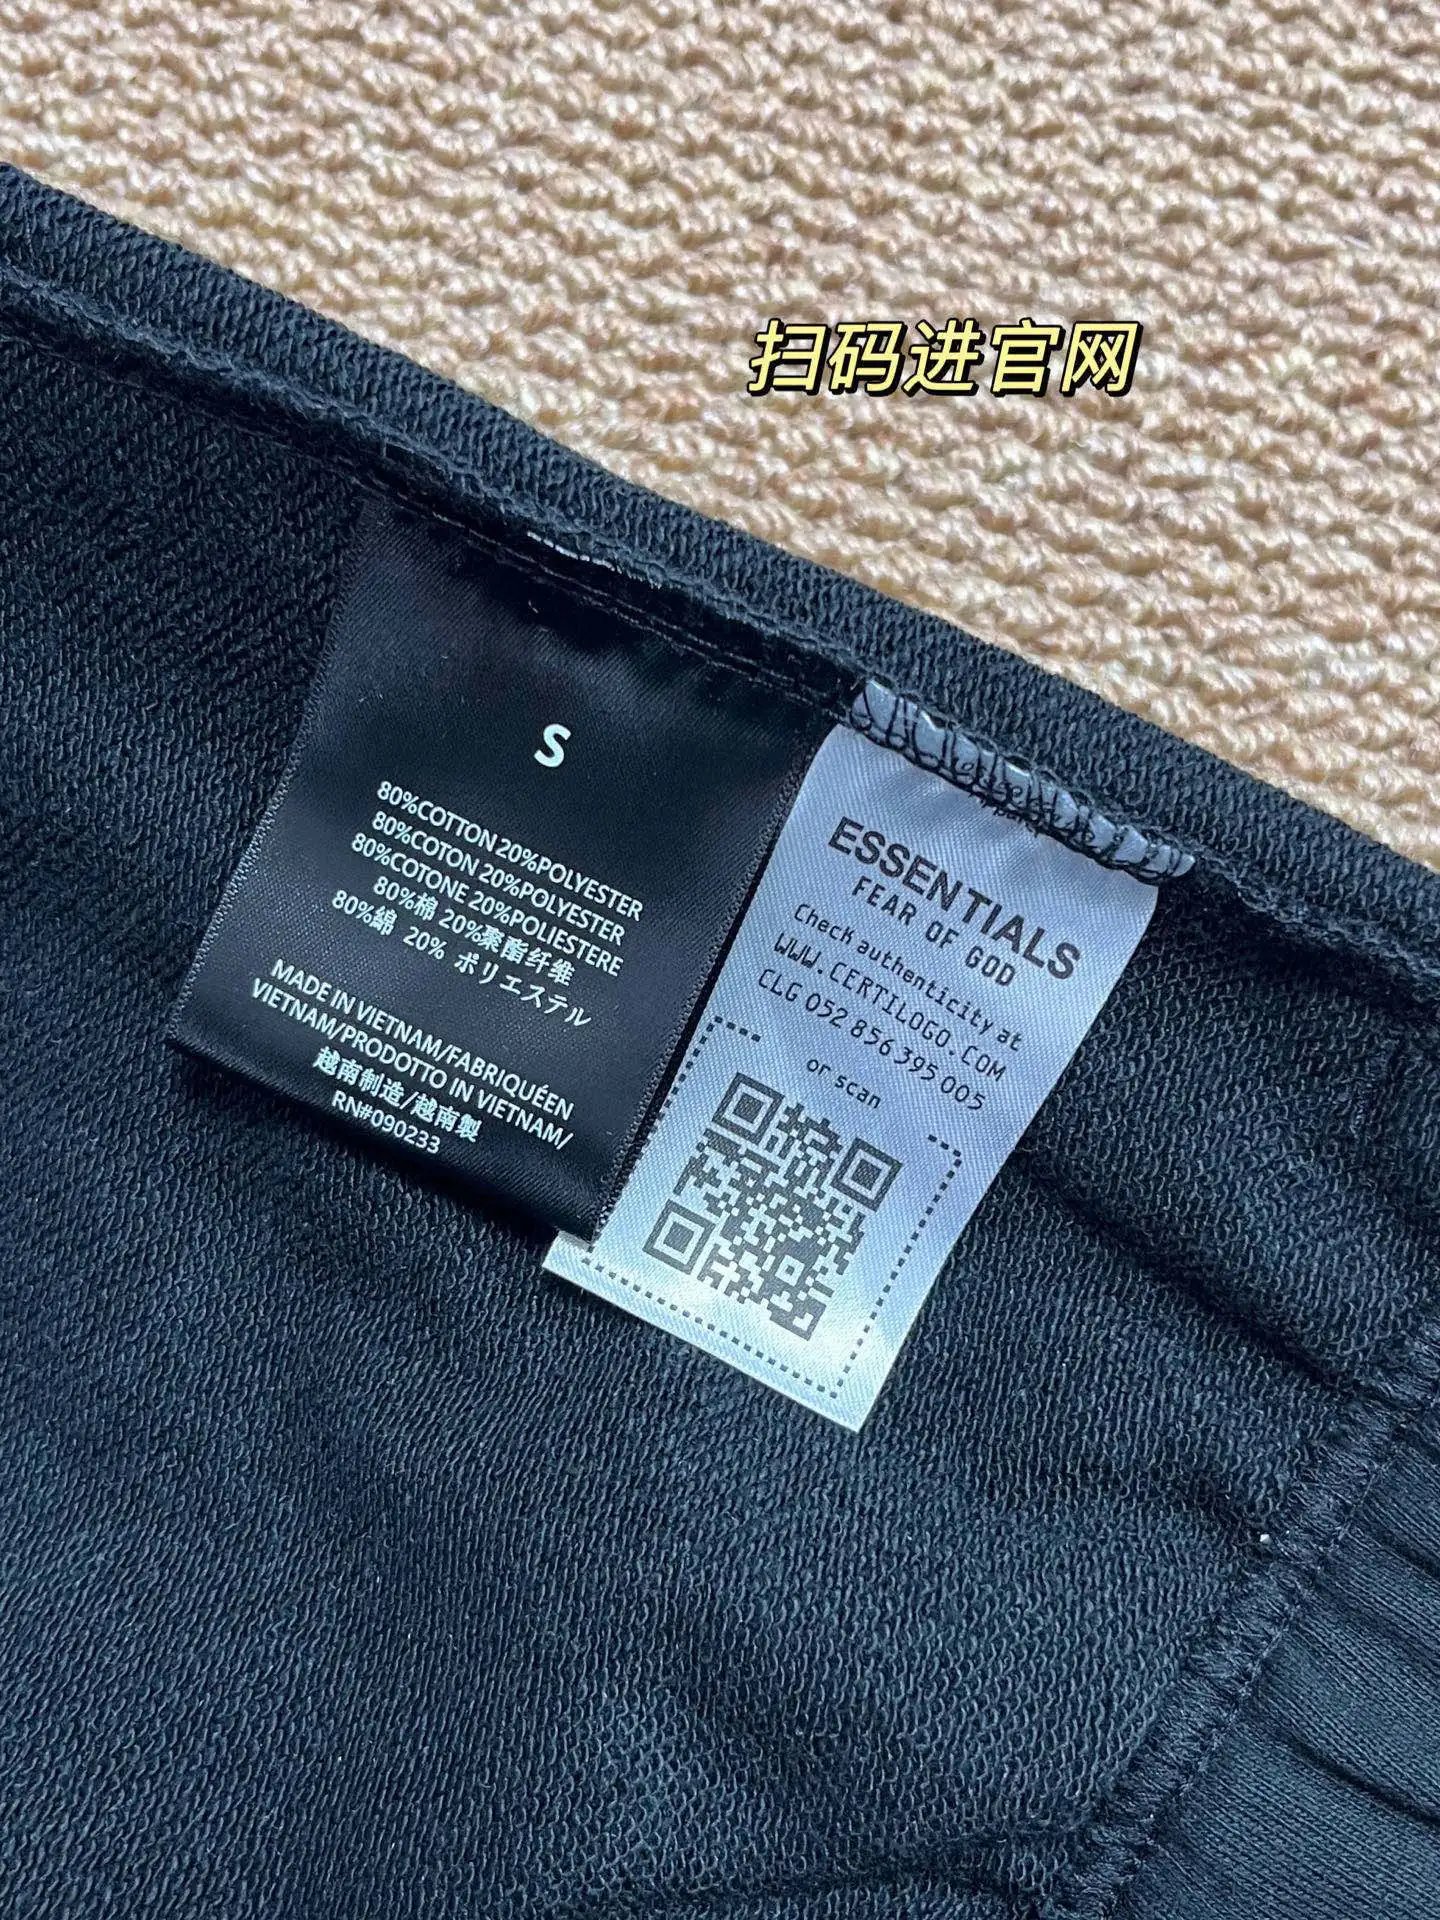 扫码进官网
S
80%COTTON 20%POLYESTER
80%COTON 20%POLYESTER
80%COTONE 20%POLIESTERE
80%棉 20%聚酯纤维
80%綿 20% ポリエステル
MADE IN VIETNAM/FABRIQUÉEN
VIETNAM/PRODOTTO IN VIETNAM/
越南制造/越南製
RN#090233
ESSENTIALS
FEAR OF GOD
Check authenticity at
WWW.CERTILOGO.COM
CLG 052 856 395 005
or scan